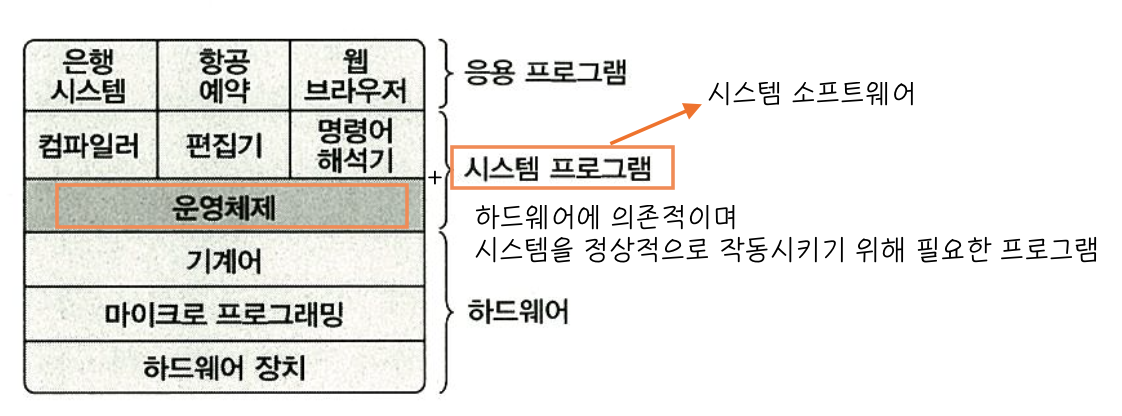 은행
시스템
항공
예약
웹
브라우저
응용 프로그램
시스템 소프트웨어
컴파일러
편집기
명령어
해석기
+
시스템 프로그램
운영체제
하드웨어에 의존적이며
시스템을 정상적으로 작동시키기 위해 필요한 프로그램
기계어
마이크로 프로그래밍
하드웨어
하드웨어 장치